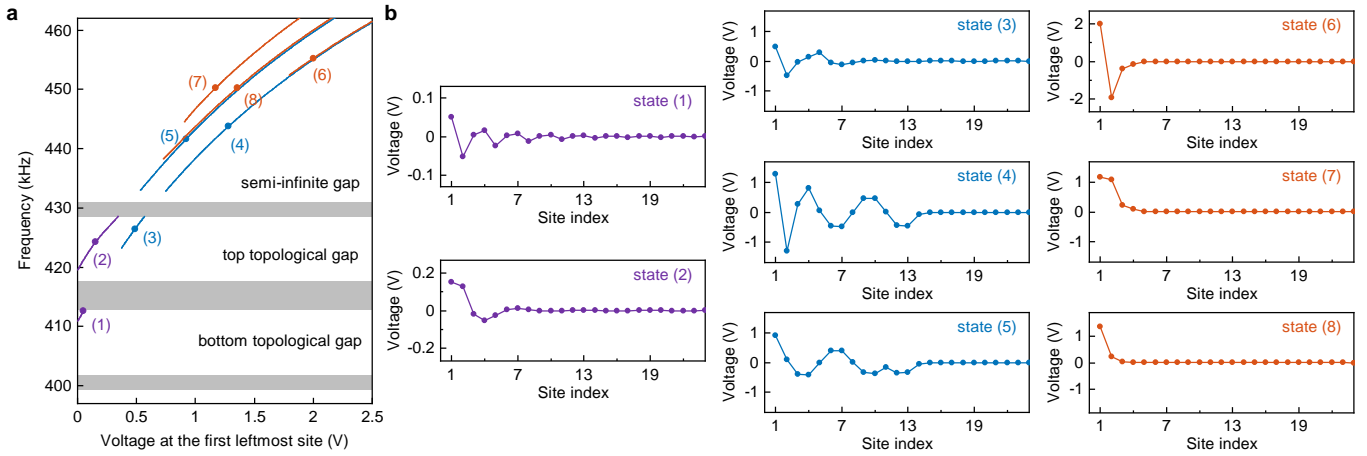 a
Frequency (kHz)
460
450
440
430
420
410
400
(7)
(6)
(8)
(5)
(4)
semi-infinite gap
(3)
(2)
top topological gap
(1)
bottom topological gap
0 0.5 1 1.5 2 2.5
Voltage at the first leftmost site (V)
b
state (1)
Voltage (V)
0.1
0
-0.1
1 7 13 19
Site index
state (2)
Voltage (V)
0.2
0
-0.2
1 7 13 19
Site index
state (3)
Voltage (V)
1
0
-1
1 7 13 19
Site index
state (4)
Voltage (V)
1
0
-1
1 7 13 19
Site index
state (5)
Voltage (V)
1
0
-1
1 7 13 19
Site index
state (6)
Voltage (V)
2
0
-2
1 7 13 19
Site index
state (7)
Voltage (V)
1
0
-1
1 7 13 19
Site index
state (8)
Voltage (V)
1
0
-1
1 7 13 19
Site index